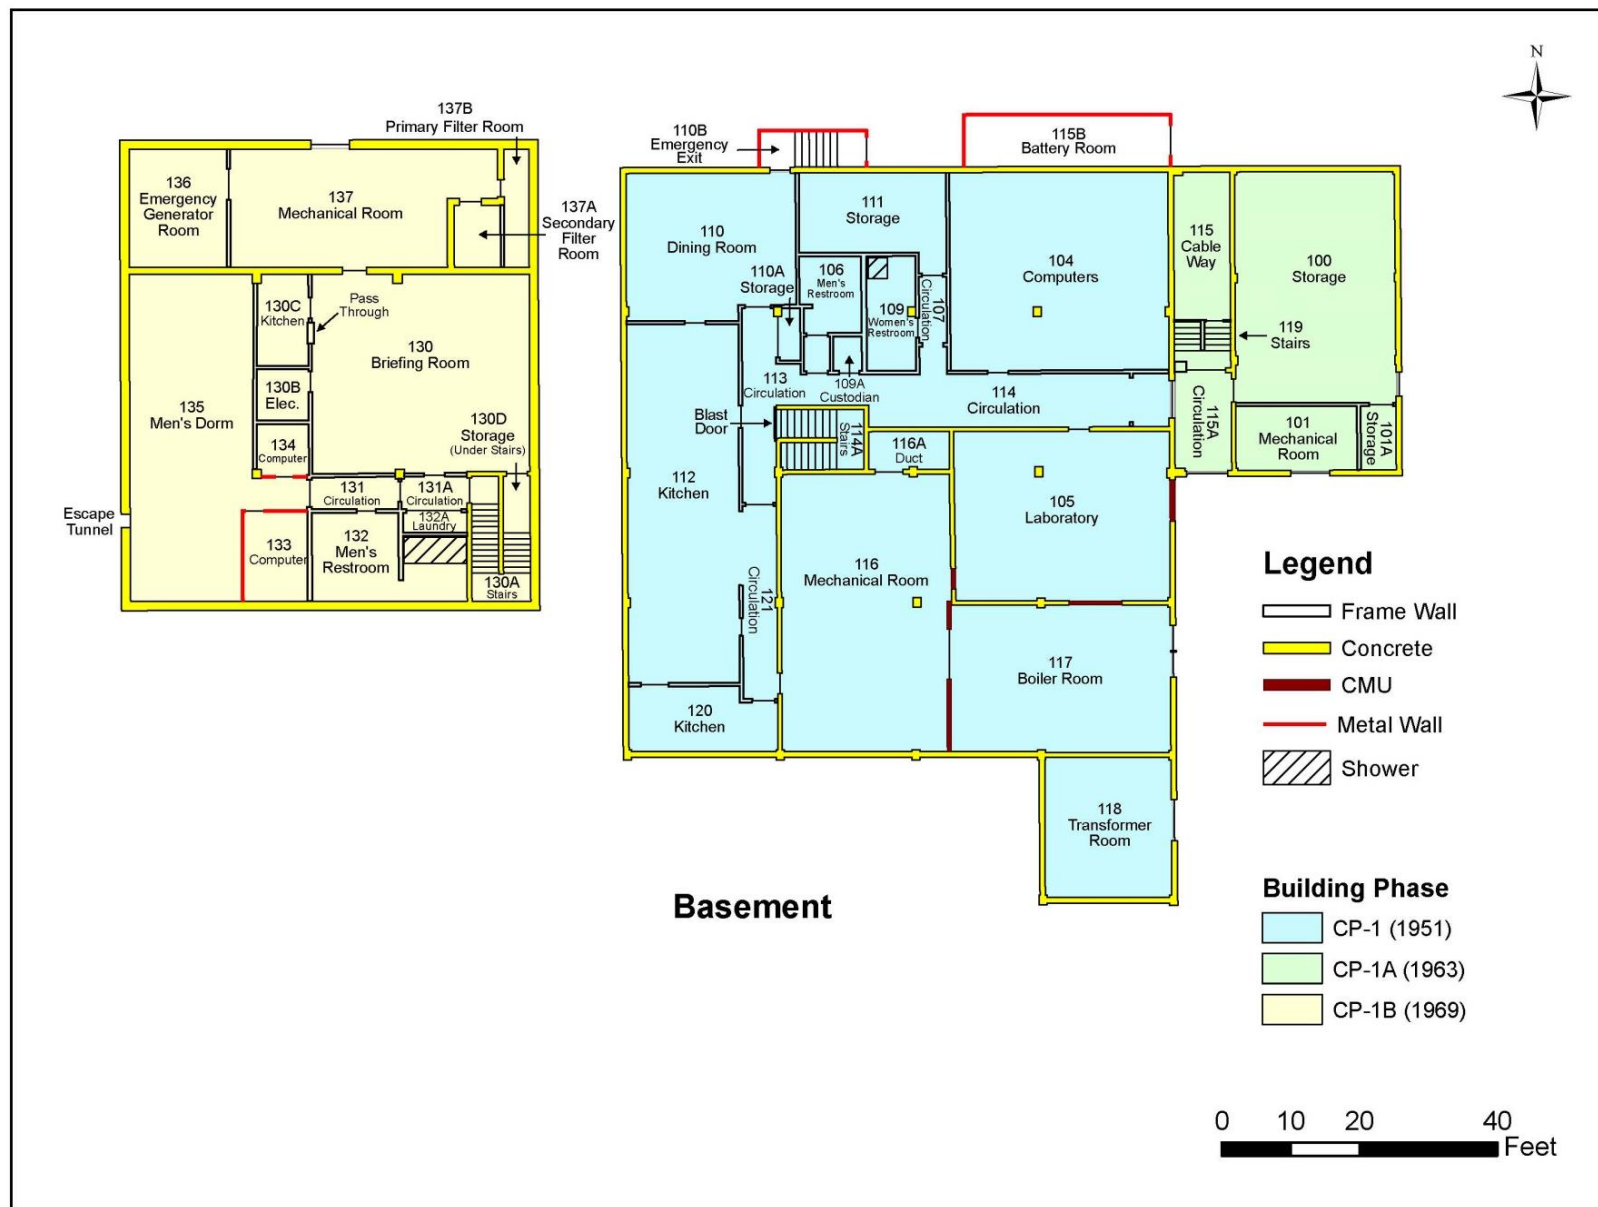 N
137B
Primary Filter Room
136
Emergency
Generator
Room
137
Mechanical Room
137A
Secondary
Filter
Room
130C
Kitchen
Pass
Through
130
Briefing Room
130B
Elec.
135
Men's Dorm
134
Computer
130D
Storage
(Under Stairs)
131
Circulation
131A
Circulation
132A
Laundry
Escape
Tunnel
133
Computer
132
Men's
Restroom
130A
Stairs
110B
Emergency
Exit
115B
Battery Room
110
Dining Room
111
Storage
110A
Storage
106
Men's
Restroom
109
Women's
Restroom
107
Circulation
104
Computers
115
Cable
Way
100
Storage
119
Stairs
113
Circulation
109A
Custodian
114
Circulation
115A
Circulation
101
Mechanical
Room
101A
Storage
Blast
Door
114A
Stairs
116A
Duct
112
Kitchen
105
Laboratory
116
Mechanical Room
121
Circulation
117
Boiler Room
120
Kitchen
118
Transformer
Room
Basement
Legend
Frame Wall
Concrete
CMU
Metal Wall
Shower
Building Phase
CP-1 (1951)
CP-1A (1963)
CP-1B (1969)
0 10 20 40
Feet